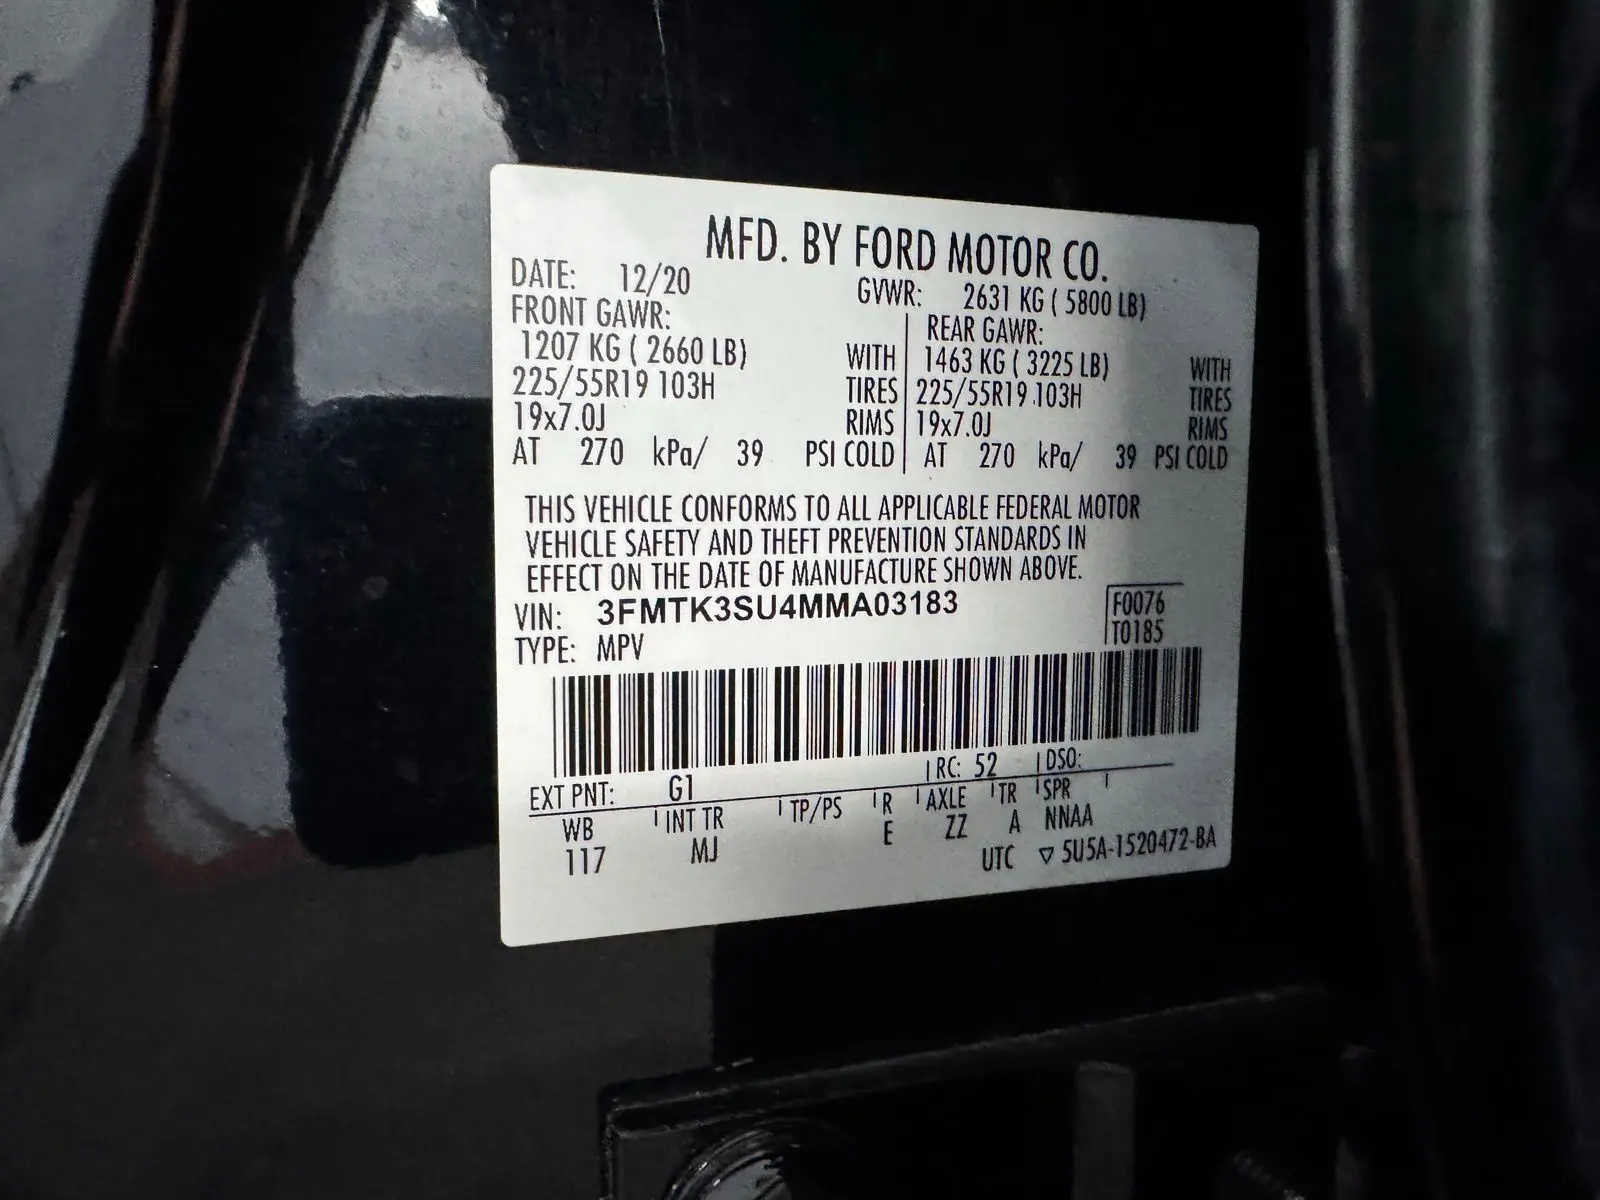 MFD. BY FORD MOTOR CO.
DATE: 12/20
GVWR: 2631 KG ( 5800 LB)
FRONT GAWR:
1207 KG ( 2660 LB) WITH
225/55R19 103H TIRES
19x7.0J RIMS
AT 270 kPa/ 39 PSI COLD
REAR GAWR:
1463 KG ( 3225 LB) WITH
225/55R19 103H TIRES
19x7.0J RIMS
AT 270 kPa/ 39 PSI COLD
THIS VEHICLE CONFORMS TO ALL APPLICABLE FEDERAL MOTOR
VEHICLE SAFETY AND THEFT PREVENTION STANDARDS IN
EFFECT ON THE DATE OF MANUFACTURE SHOWN ABOVE.
VIN: 3FMTK3SU4MMA03183
TYPE: MPV
F0076
T0185
EXT PNT: G1 RC: 52 DSO:
WB INT TR TP/PS R AXLE TR SPR
117 MJ E ZZ A NNAA
UTC ▽ 5U5A-1520472-BA